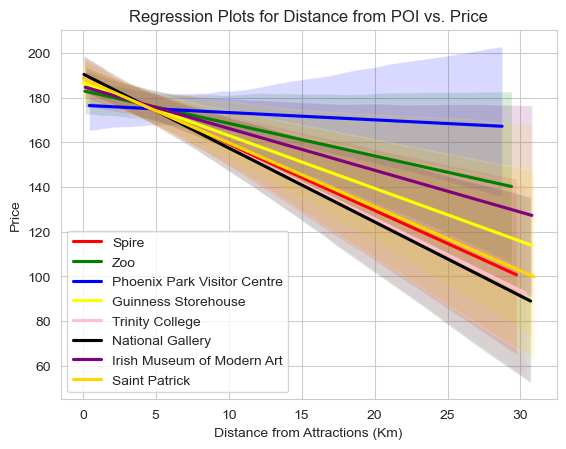 Regression Plots for Distance from POI vs. Price
200
180
160
140
120
100
80
60
Price
Spire
Zoo
Phoenix Park Visitor Centre
Guinness Storehouse
Trinity College
National Gallery
Irish Museum of Modern Art
Saint Patrick
0 5 10 15 20 25 30
Distance from Attractions (Km)